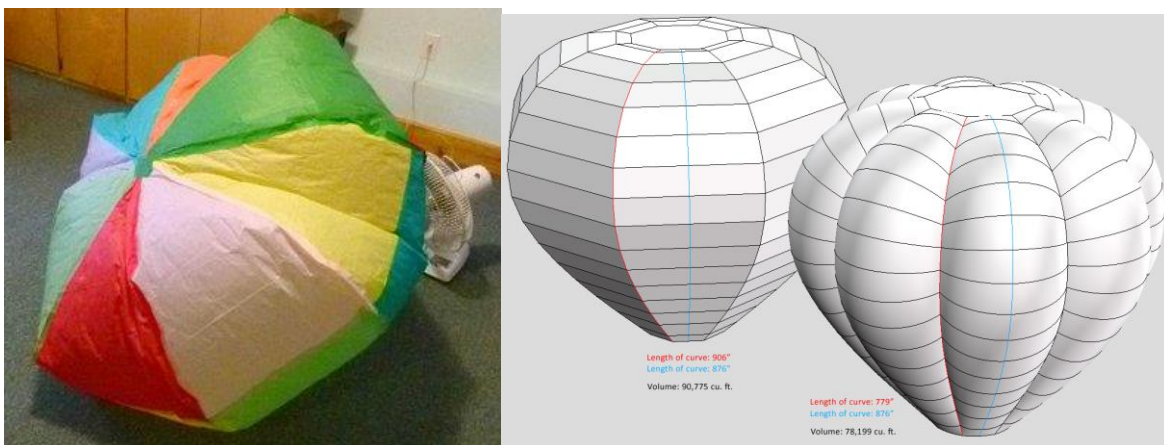 Length of curve: 906"
Length of curve: 876"
Volume: 90,775 cu. ft.
Length of curve: 779"
Length of curve: 876"
Volume: 78,199 cu. ft.